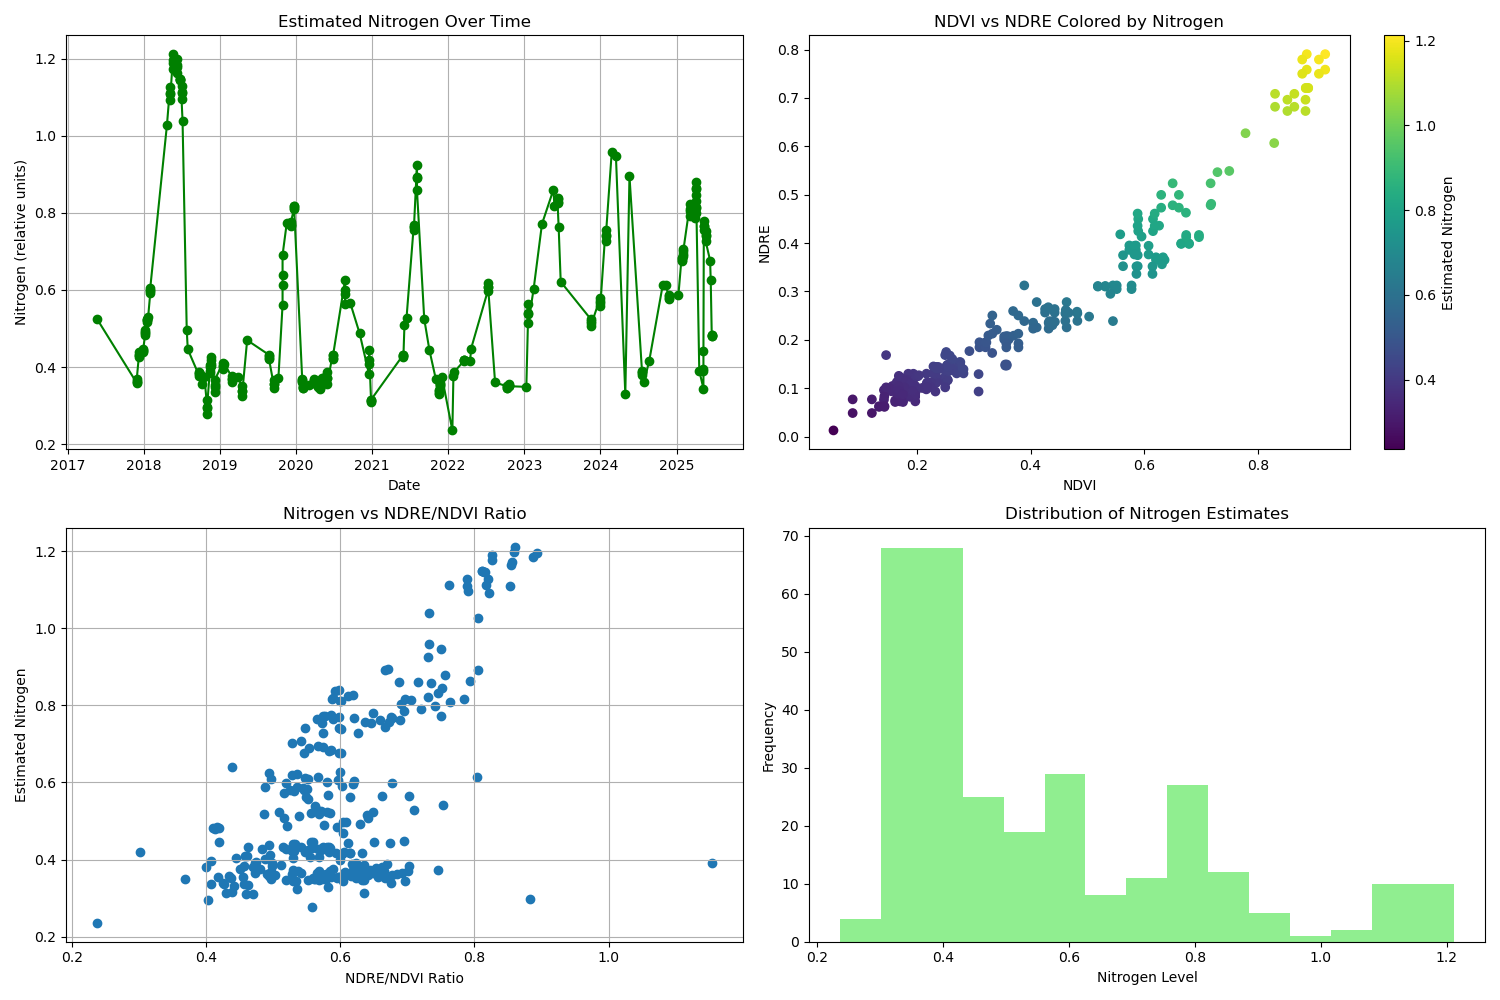 Estimated Nitrogen Over Time
Nitrogen (relative units)
1.2
1.0
0.8
0.6
0.4
0.2
2017 2018 2019 2020 2021 2022 2023 2024 2025
Date
NDVI vs NDRE Colored by Nitrogen
NDRE
0.8
0.7
0.6
0.5
0.4
0.3
0.2
0.1
0.0
0.2 0.4 0.6 0.8
NDVI
1.2
1.0
0.8
0.6
0.4
Estimated Nitrogen
Nitrogen vs NDRE/NDVI Ratio
Estimated Nitrogen
1.2
1.0
0.8
0.6
0.4
0.2
0.2 0.4 0.6 0.8 1.0
NDRE/NDVI Ratio
Distribution of Nitrogen Estimates
Frequency
70
60
50
40
30
20
10
0
0.2 0.4 0.6 0.8 1.0 1.2
Nitrogen Level